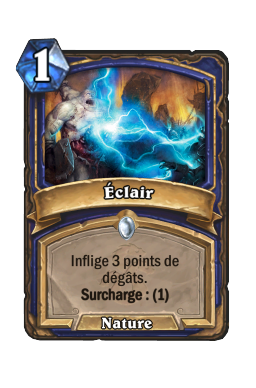 1
Éclair
Inflige 3 points de
dégâts.
Surcharge : (1)
Nature